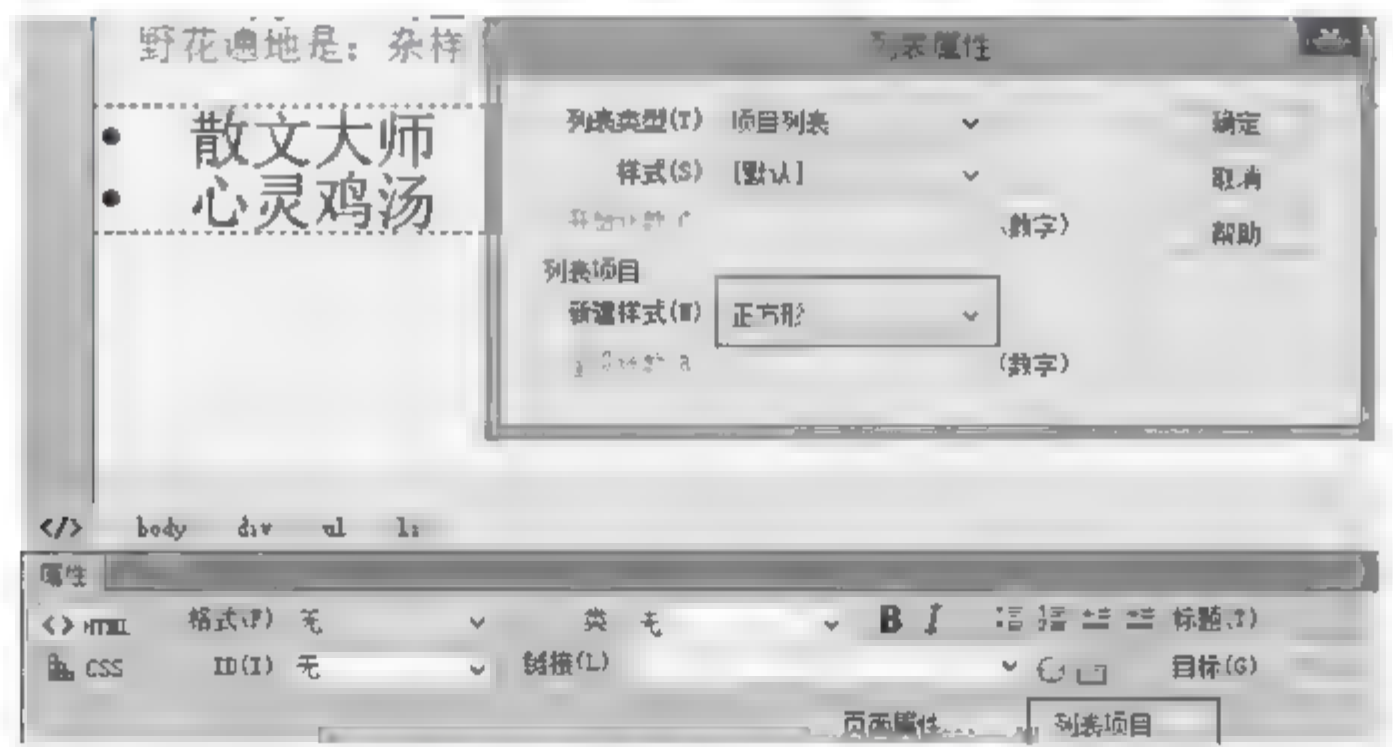 野花遍地是：杂样
列表属性
散文大师
心灵鸡汤
列表类型(T) 项目列表 确定
样式(S) [默认] 取消
(数字) 帮助
列表项目
新建样式(N) 正方形
(数字)
</> body div ul li
属性
<> HTML 格式(F) 无 类 无 B I 标题(T)
CSS ID(I) 无 链接(L) 目标(G)
页面属性... 列表项目